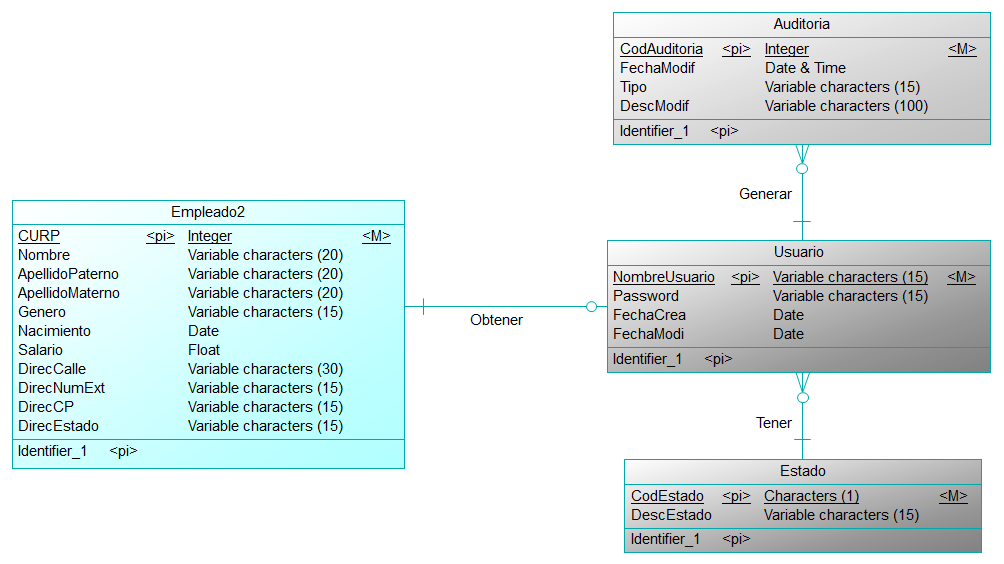 Auditoria
CodAuditoria <pi> Integer <M>
FechaModif Date & Time
Tipo Variable characters (15)
DescModif Variable characters (100)
Identifier_1 <pi>
Generar
Empleado2
CURP <pi> Integer <M>
Nombre Variable characters (20)
ApellidoPaterno Variable characters (20)
ApellidoMaterno Variable characters (20)
Genero Variable characters (15)
Nacimiento Date
Salario Float
DirecCalle Variable characters (30)
DirecNumExt Variable characters (15)
DirecCP Variable characters (15)
DirecEstado Variable characters (15)
Identifier_1 <pi>
Obtener
Usuario
NombreUsuario <pi> Variable characters (15) <M>
Password Variable characters (15)
FechaCrea Date
FechaModi Date
Identifier_1 <pi>
Tener
Estado
CodEstado <pi> Characters (1) <M>
DescEstado Variable characters (15)
Identifier_1 <pi>